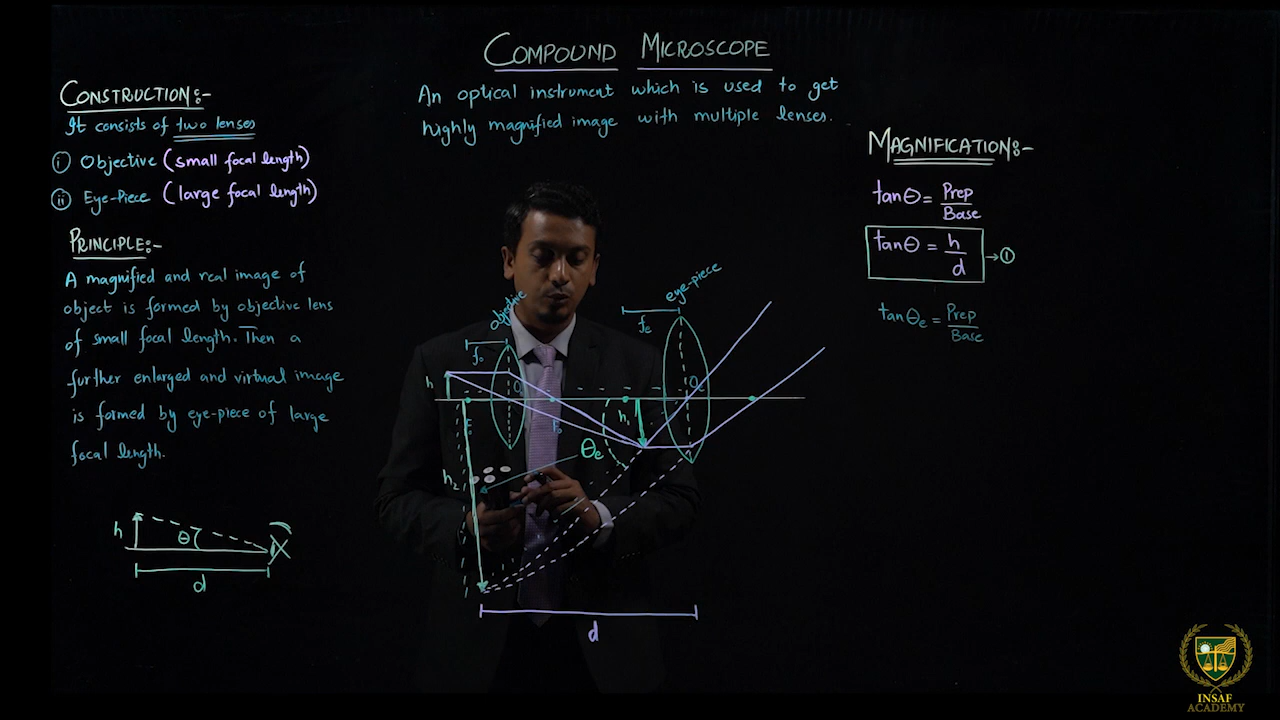 COMPOUND MICROSCOPE
An optical instrument which is used to get
highly magnified image with multiple lenses.
CONSTRUCTION:-
It consists of two lenses
(i) Objective (small focal length)
(ii) Eye-Piece (large focal length)
PRINCIPLE:-
A magnified and real image of
object is formed by objective lens
of small focal length. Then a
further enlarged and virtual image
is formed by eye-piece of large
focal length.
h
θ
d
objective
eye-piece
fo
fe
h
O
Oe
Fo
Fo
h1
θe
h2
d
MAGNIFICATION:-
tanθ = Prep/Base
tanθ = h/d → ①
tanθe = Prep/Base
INSAF
ACADEMY